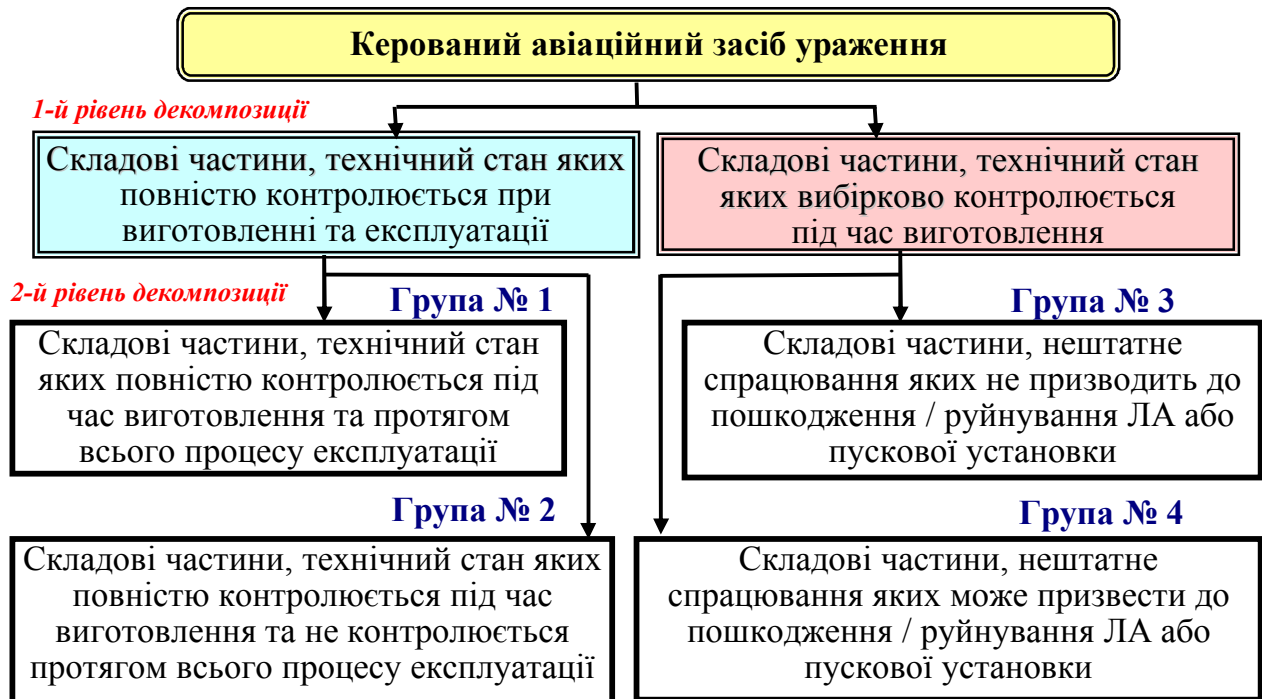 Керований авіаційний засіб ураження
1-й рівень декомпозиції
Складові частини, технічний стан яких
повністю контролюється при
виготовленні та експлуатації
Складові частини, технічний стан
яких вибірково контролюється
під час виготовлення
2-й рівень декомпозиції
Група № 1
Складові частини, технічний стан
яких повністю контролюється під
час виготовлення та протягом
всього процесу експлуатації
Група № 3
Складові частини, нештатне
спрацювання яких не призводить до
пошкодження / руйнування ЛА або
пускової установки
Група № 2
Складові частини, технічний стан яких
повністю контролюється під час
виготовлення та не контролюється
протягом всього процесу експлуатації
Група № 4
Складові частини, нештатне
спрацювання яких може призвести до
пошкодження / руйнування ЛА або
пускової установки